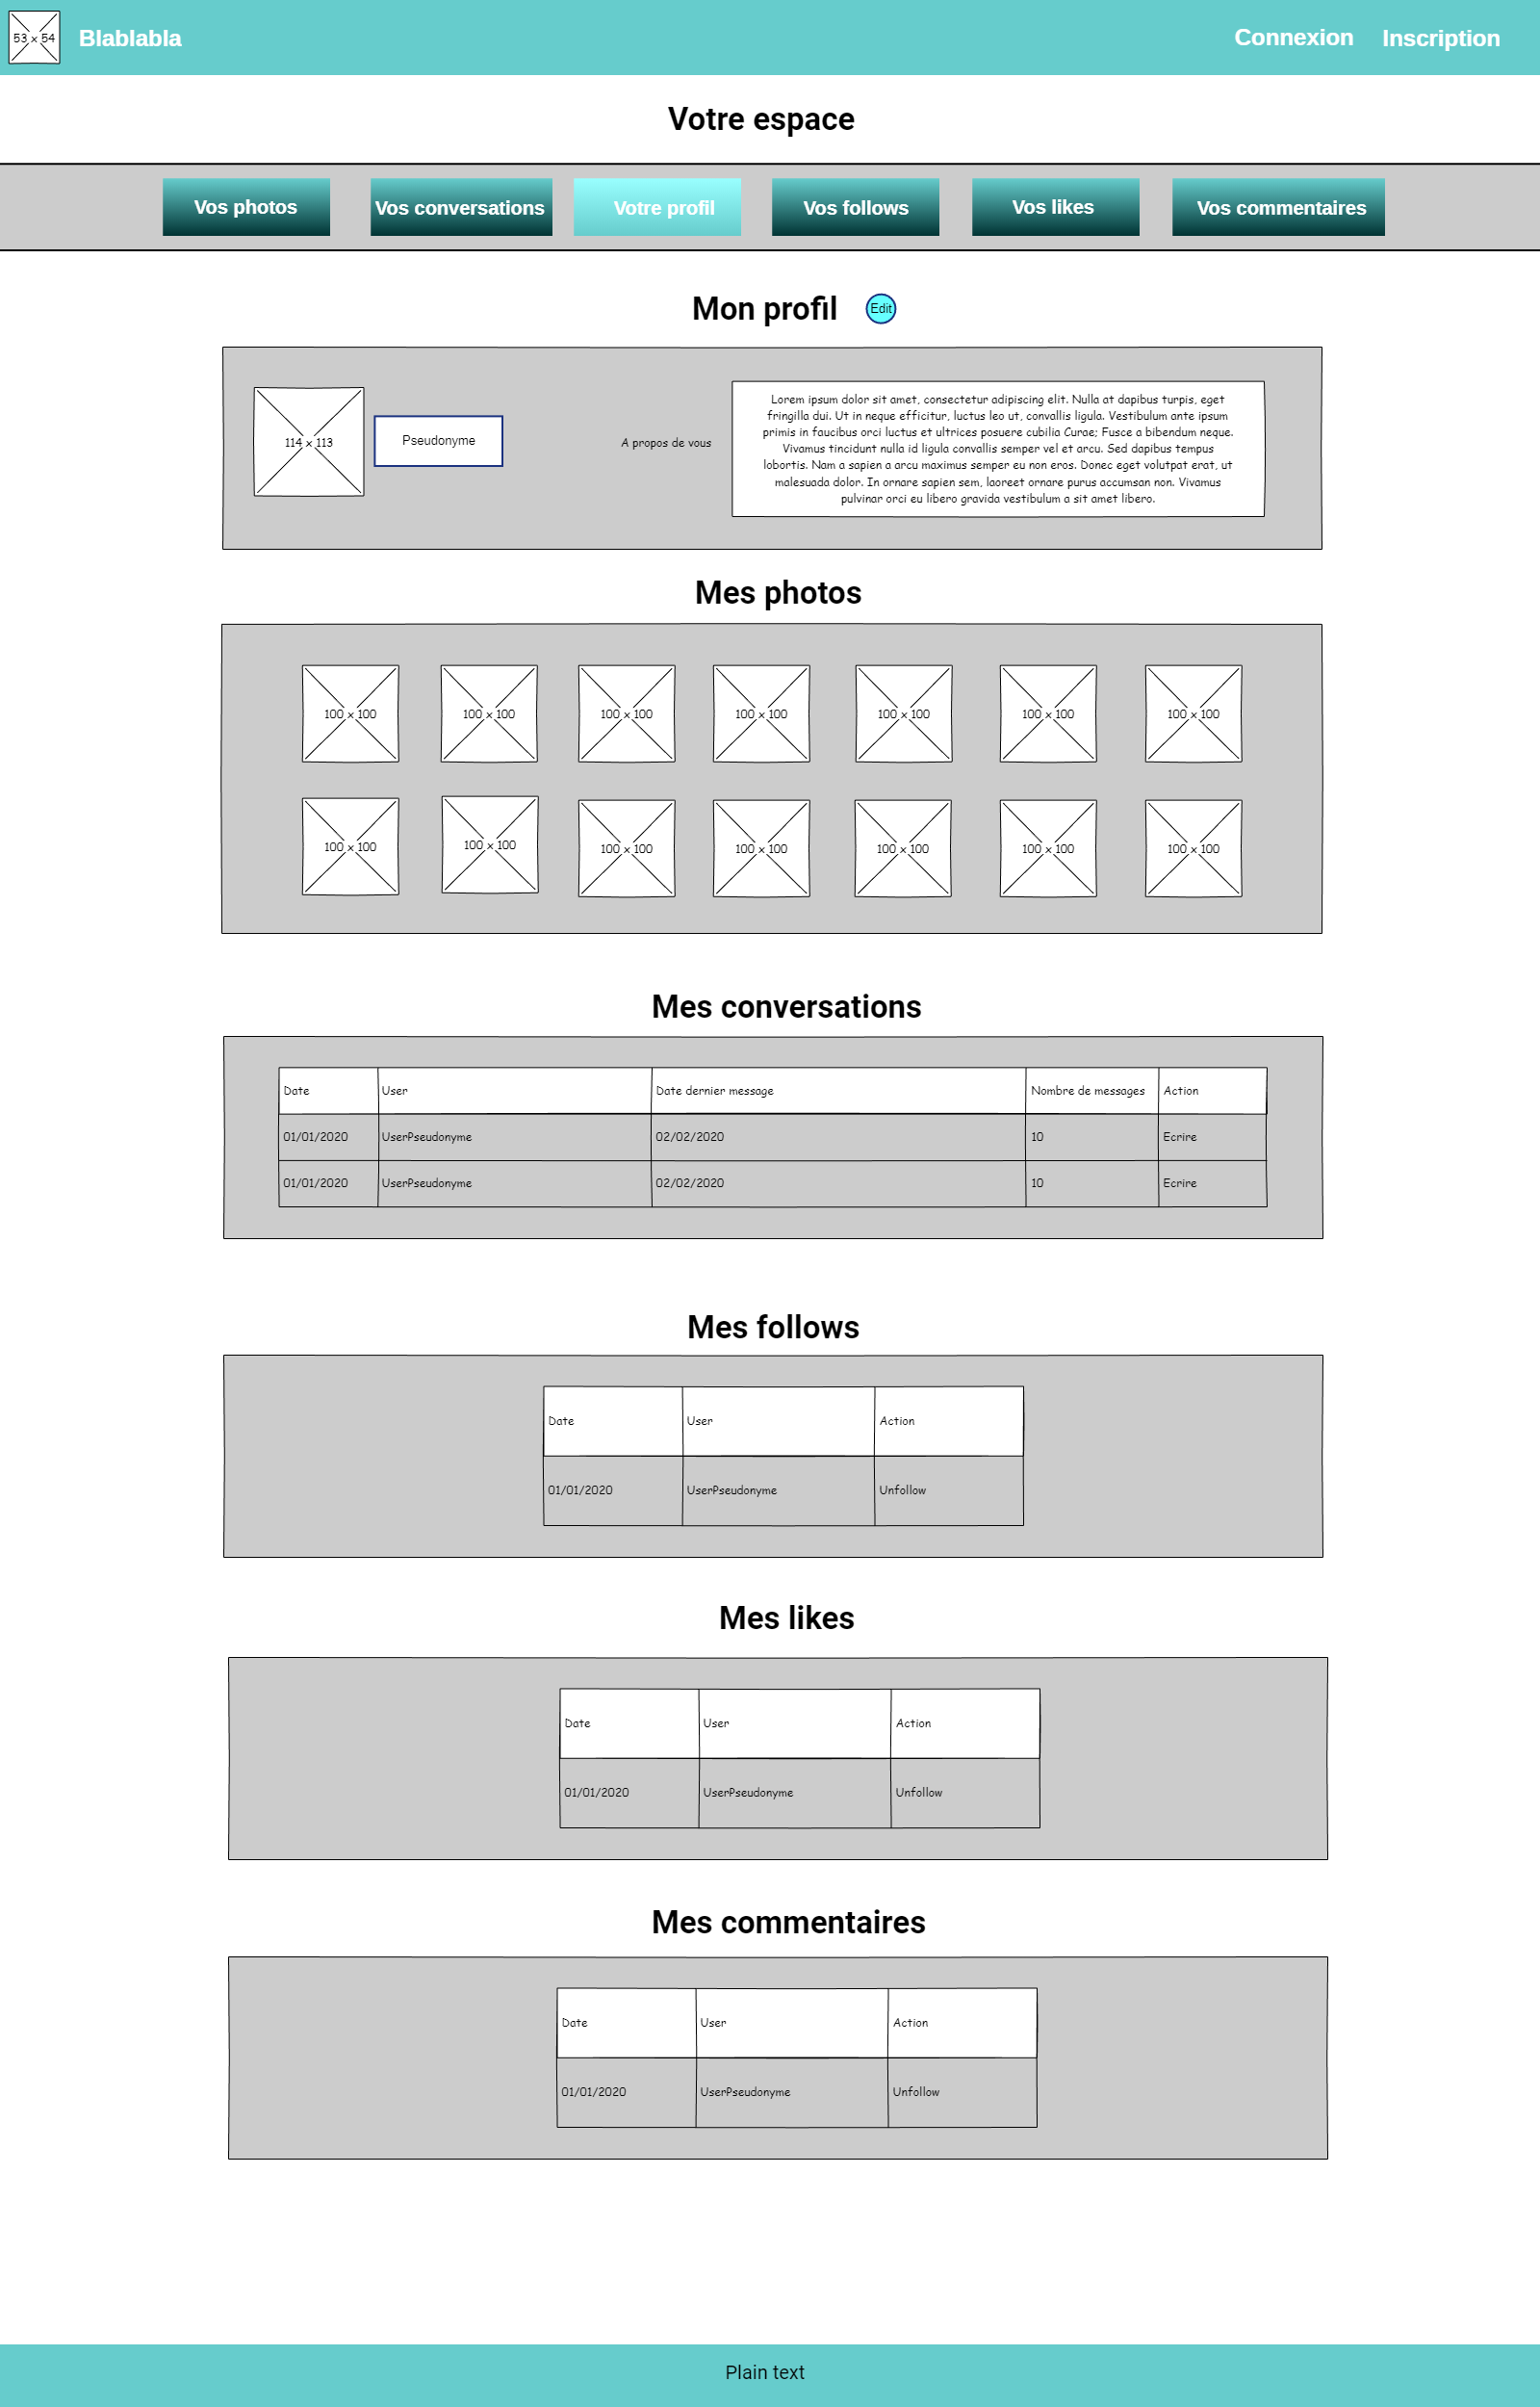 53 x 54 Blablabla Connexion Inscription
Votre espace
Vos photos Vos conversations Votre profil Vos follows Vos likes Vos commentaires
Mon profil Edit
114 x 113
Pseudonyme
A propos de vous
Lorem ipsum dolor sit amet, consectetur adipiscing elit. Nulla at dapibus turpis, eget
fringilla dui. Ut in neque efficitur, luctus leo ut, convallis ligula. Vestibulum ante ipsum
primis in faucibus orci luctus et ultrices posuere cubilia Curae; Fusce a bibendum neque.
Vivamus tincidunt nulla id ligula convallis semper vel et arcu. Sed dapibus tempus
lobortis. Nam a sapien a arcu maximus semper eu non eros. Donec eget volutpat erat, ut
malesuada dolor. In ornare sapien sem, laoreet ornare purus accumsan non. Vivamus
pulvinar orci eu libero gravida vestibulum a sit amet libero.
Mes photos
100 x 100 100 x 100 100 x 100 100 x 100 100 x 100 100 x 100 100 x 100
100 x 100 100 x 100 100 x 100 100 x 100 100 x 100 100 x 100 100 x 100
Mes conversations
Date User Date dernier message Nombre de messages Action
01/01/2020 UserPseudonyme 02/02/2020 10 Ecrire
01/01/2020 UserPseudonyme 02/02/2020 10 Ecrire
Mes follows
Date User Action
01/01/2020 UserPseudonyme Unfollow
Mes likes
Date User Action
01/01/2020 UserPseudonyme Unfollow
Mes commentaires
Date User Action
01/01/2020 UserPseudonyme Unfollow
Plain text